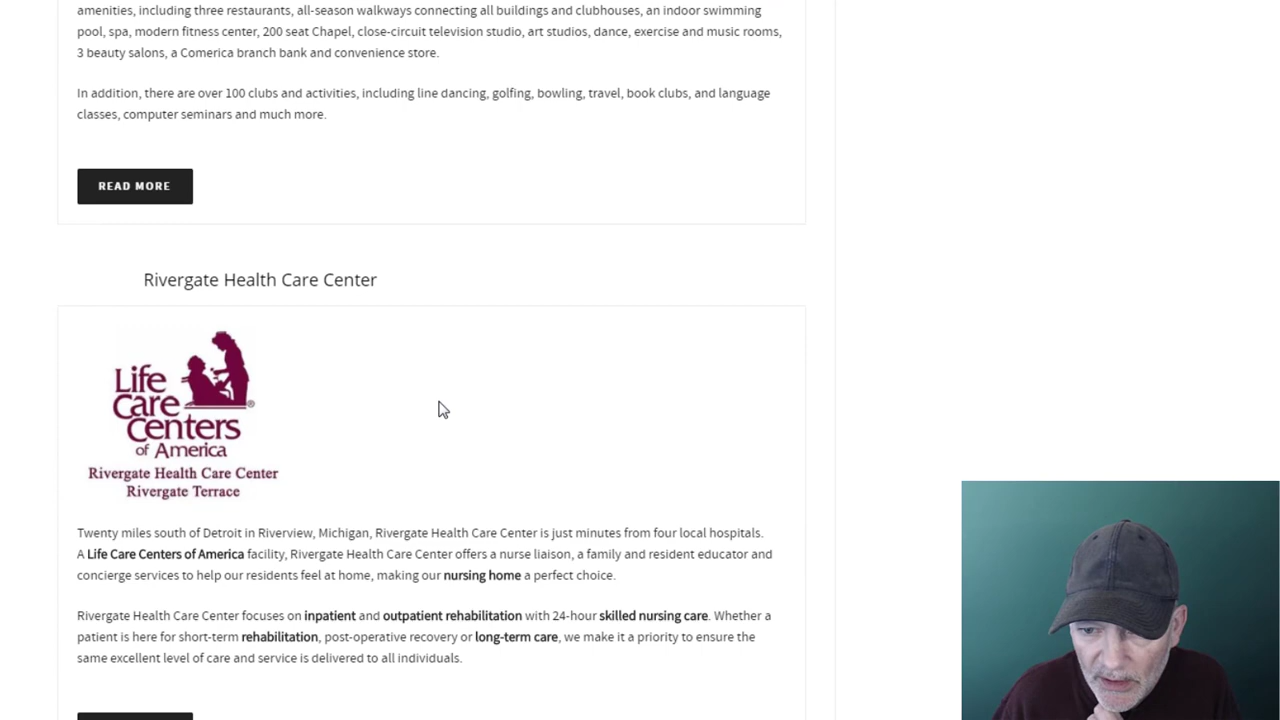 amenities, including three restaurants, all-season walkways connecting all buildings and clubhouses, an indoor swimming
pool, spa, modern fitness center, 200 seat Chapel, close-circuit television studio, art studios, dance, exercise and music rooms,
3 beauty salons, a Comerica branch bank and convenience store.
In addition, there are over 100 clubs and activities, including line dancing, golfing, bowling, travel, book clubs, and language
classes, computer seminars and much more.
READ MORE
Rivergate Health Care Center
Life
Care
Centers®
of America
Rivergate Health Care Center
Rivergate Terrace
Twenty miles south of Detroit in Riverview, Michigan, Rivergate Health Care Center is just minutes from four local hospitals.
A Life Care Centers of America facility, Rivergate Health Care Center offers a nurse liaison, a family and resident educator and
concierge services to help our residents feel at home, making our nursing home a perfect choice.
Rivergate Health Care Center focuses on inpatient and outpatient rehabilitation with 24-hour skilled nursing care. Whether a
patient is here for short-term rehabilitation, post-operative recovery or long-term care, we make it a priority to ensure the
same excellent level of care and service is delivered to all individuals.